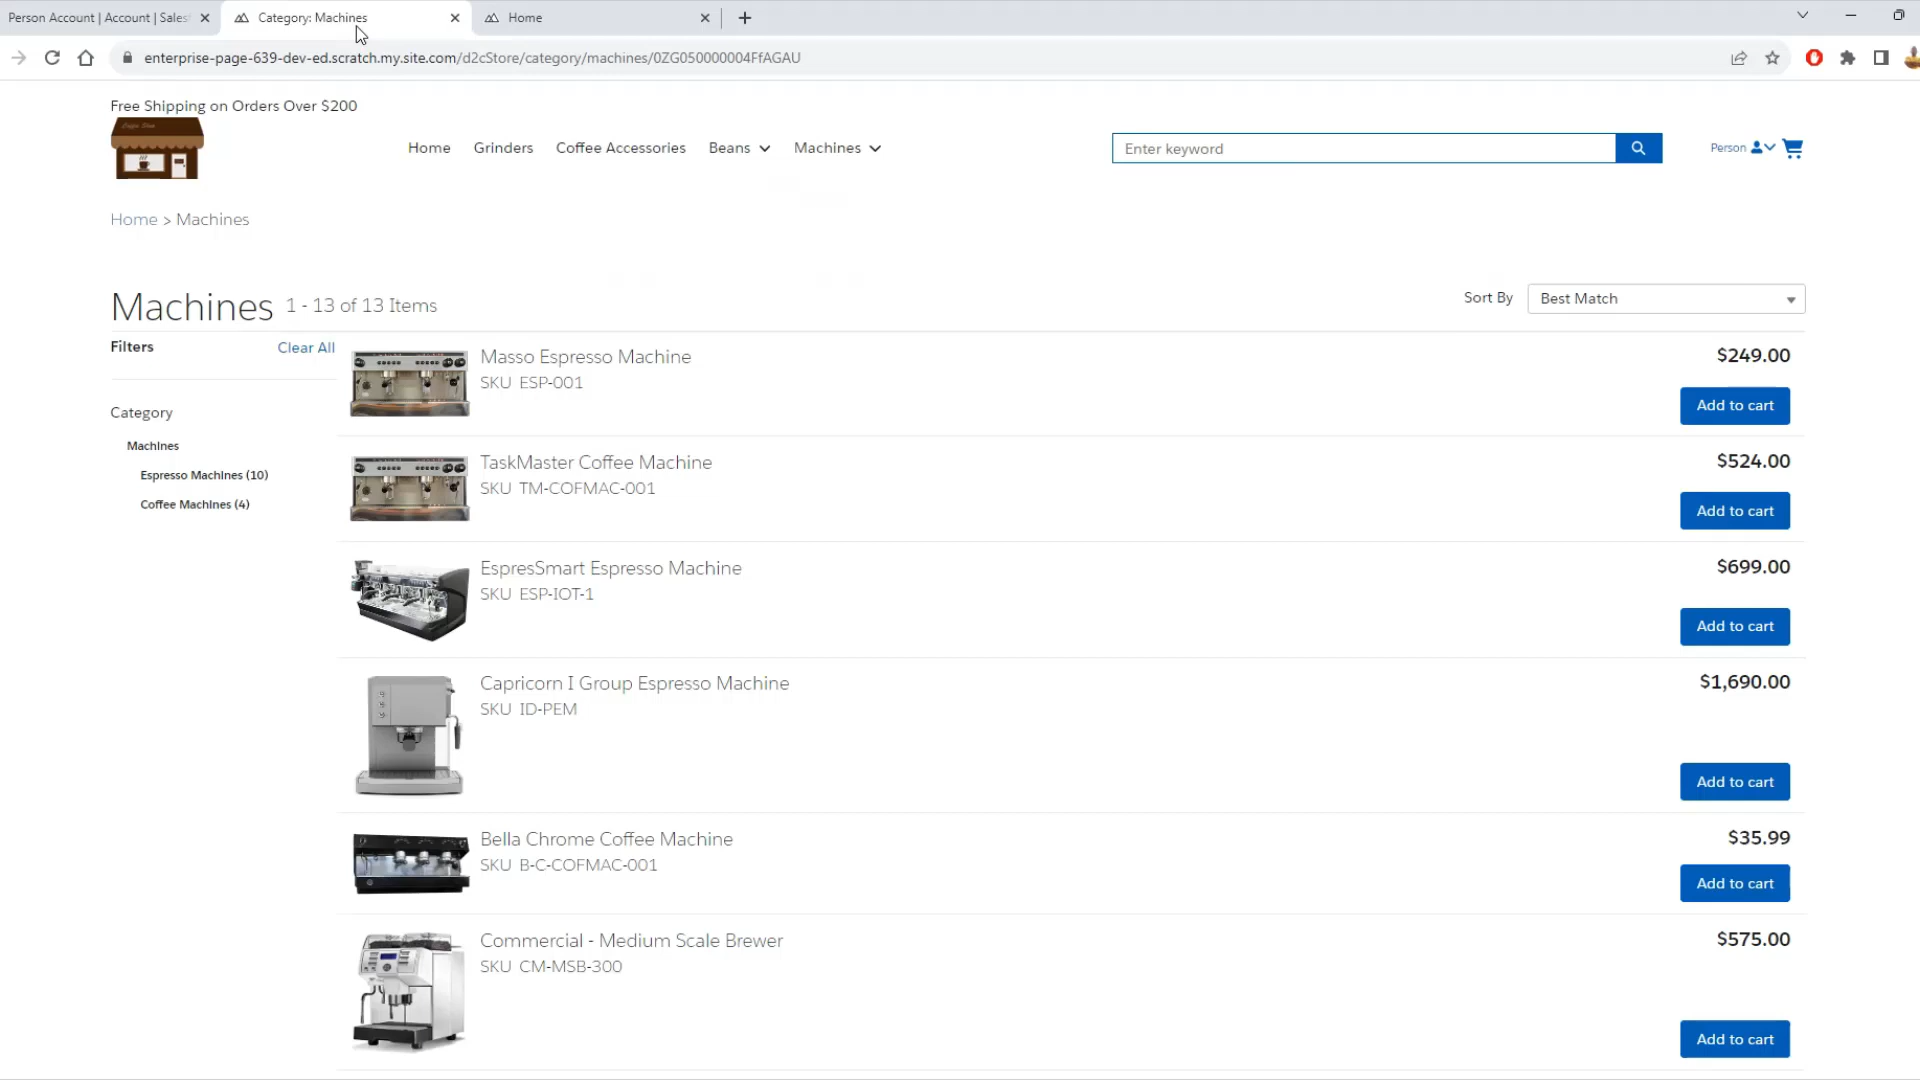 Person Account | Account | Sales
Category: Machines
Home
enterprise-page-639-dev-ed.scratch.my.site.com/d2cStore/category/machines/0ZG050000004FfAGAU
Free Shipping on Orders Over $200
Home
Grinders
Coffee Accessories
Beans
Machines
Enter keyword
Person
Home > Machines
Machines 1 - 13 of 13 Items
Sort By
Best Match
Filters
Clear All
Category
Machines
Espresso Machines (10)
Coffee Machines (4)
Masso Espresso Machine
SKU ESP-001
$249.00
Add to cart
TaskMaster Coffee Machine
SKU TM-COFMAC-001
$524.00
Add to cart
EspresSmart Espresso Machine
SKU ESP-IOT-1
$699.00
Add to cart
Capricorn I Group Espresso Machine
SKU ID-PEM
$1,690.00
Add to cart
Bella Chrome Coffee Machine
SKU B-C-COFMAC-001
$35.99
Add to cart
Commercial - Medium Scale Brewer
SKU CM-MSB-300
$575.00
Add to cart